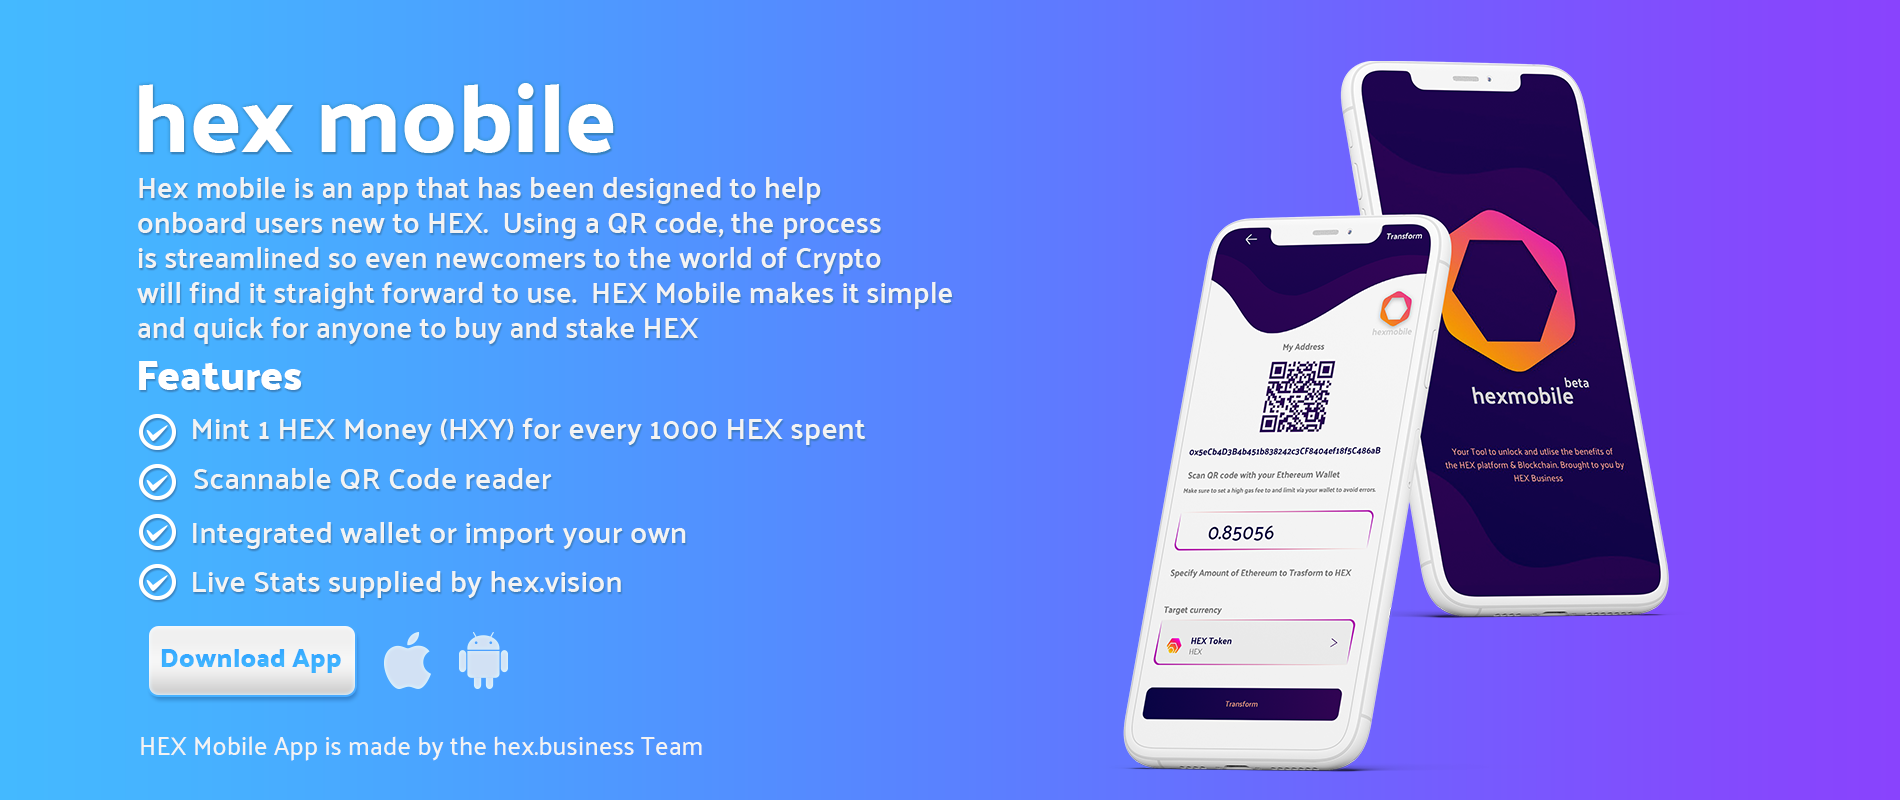 hex mobile
Hex mobile is an app that has been designed to help
onboard users new to HEX.  Using a QR code, the process
is streamlined so even newcomers to the world of Crypto
will find it straight forward to use.  HEX Mobile makes it simple
and quick for anyone to buy and stake HEX
Features
Mint 1 HEX Money (HXY) for every 1000 HEX spent
Scannable QR Code reader
Integrated wallet or import your own
Live Stats supplied by hex.vision
Download App
HEX Mobile App is made by the hex.business Team
Transform
hexmobile
My Address
0x5eCb4D3B4b451b838242c3CF8404ef18f5C486aB
Scan QR code with your Ethereum Wallet
Make sure to set a high gas fee to and limit via your wallet to avoid errors.
0.85056
Specify Amount of Ethereum to Trasform to HEX
Target currency
HEX Token
HEX
Transform
hexmobile beta
Your Tool to unlock and utlise the benefits of
the HEX platform & Blockchain. Brought to you by
HEX Business